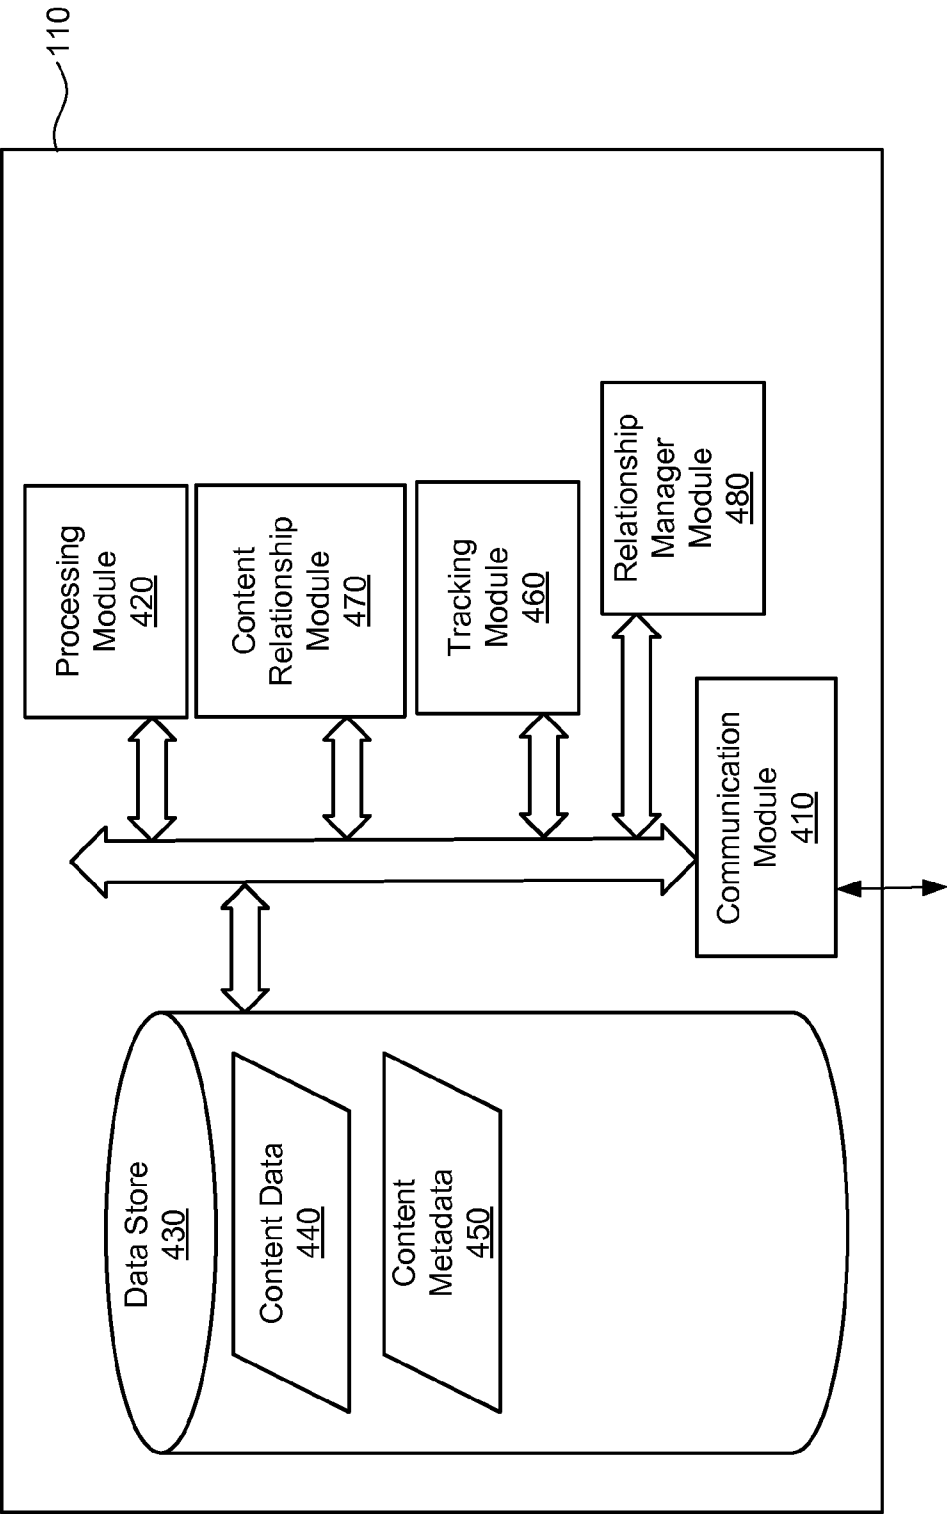 110
Processing
Module
420
Content
Relationship
Module
470
Tracking
Module
460
Relationship
Manager
Module
480
Communication
Module
410
Data Store
430
Content Data
440
Content
Metadata
450